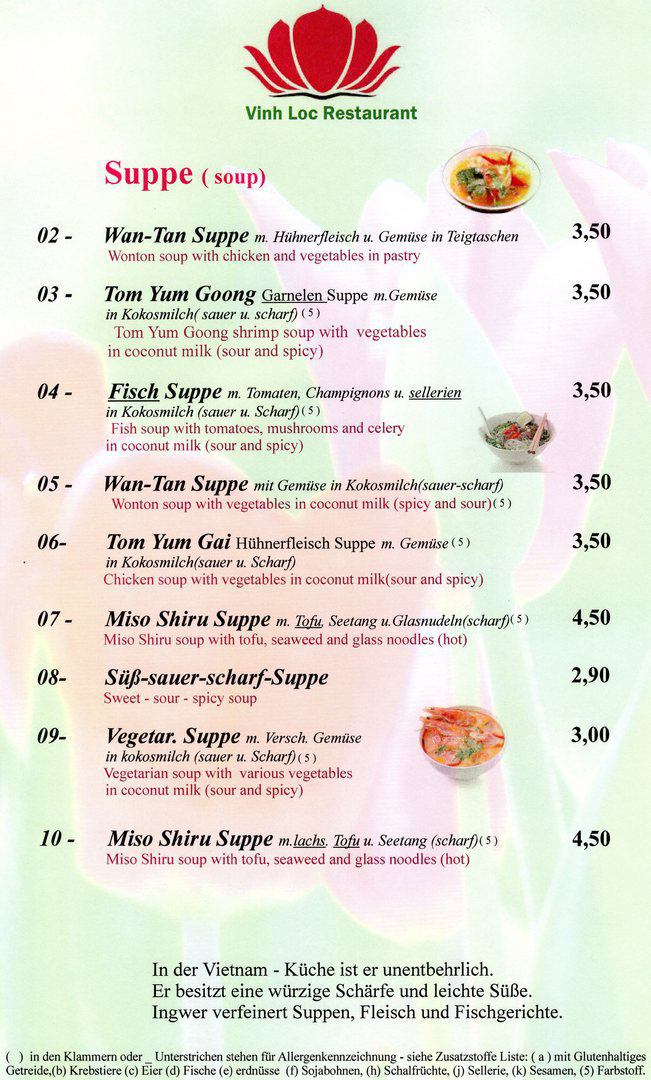 Vinh Loc Restaurant
Suppe ( soup)
02 - Wan-Tan Suppe m. Hühnerfleisch u. Gemüse in Teigtaschen 3,50
Wonton soup with chicken and vegetables in pastry
03 - Tom Yum Goong Garnelen Suppe m.Gemüse 3,50
in Kokosmilch( sauer u. scharf) ( 5 )
Tom Yum Goong shrimp soup with vegetables
in coconut milk (sour and spicy)
04 - Fisch Suppe m. Tomaten, Champignons u. sellerien 3,50
in Kokosmilch (sauer u. Scharf)( 5 )
Fish soup with tomatoes, mushrooms and celery
in coconut milk (sour and spicy)
05 - Wan-Tan Suppe mit Gemüse in Kokosmilch(sauer-scharf) 3,50
Wonton soup with vegetables in coconut milk (spicy and sour)( 5 )
06- Tom Yum Gai Hühnerfleisch Suppe m. Gemüse ( 5 ) 3,50
in Kokosmilch(sauer u. Scharf)
Chicken soup with vegetables in coconut milk(sour and spicy)
07 - Miso Shiru Suppe m. Tofu, Seetang u.Glasnudeln(scharf)( 5 ) 4,50
Miso Shiru soup with tofu, seaweed and glass noodles (hot)
08- Süß-sauer-scharf-Suppe 2,90
Sweet - sour - spicy soup
09- Vegetar. Suppe m. Versch. Gemüse 3,00
in kokosmilch (sauer u. Scharf)( 5 )
Vegetarian soup with various vegetables
in coconut milk (sour and spicy)
10 - Miso Shiru Suppe m.lachs. Tofu u. Seetang (scharf)( 5 ) 4,50
Miso Shiru soup with tofu, seaweed and glass noodles (hot)
In der Vietnam - Küche ist er unentbehrlich.
Er besitzt eine würzige Schärfe und leichte Süße.
Ingwer verfeinert Suppen, Fleisch und Fischgerichte.
( ) in den Klammern oder _ Unterstrichen stehen für Allergenkennzeichnung - siehe Zusatzstoffe Liste: ( a ) mit Glutenhaltiges
Getreide,(b) Krebstiere (c) Eier (d) Fische (e) erdnüsse (f) Sojabohnen, (h) Schalfrüchte, (j) Sellerie, (k) Sesamen, (5) Farbstoff.